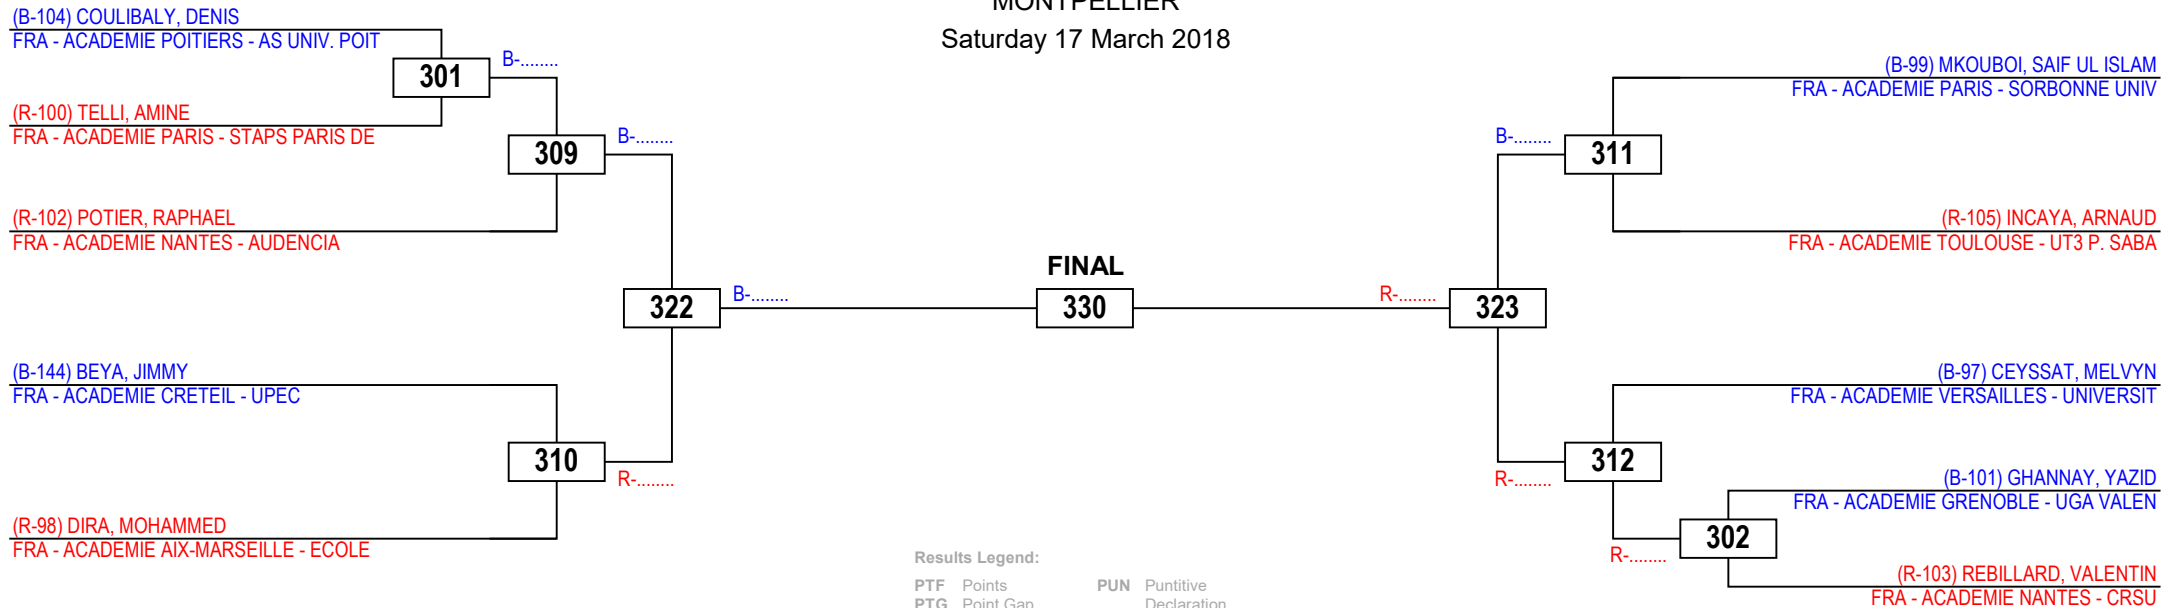 MONTPELLIER
Saturday 17 March 2018
(B-104) COULIBALY, DENIS
FRA - ACADEMIE POITIERS - AS UNIV. POIT
301
B-........
(R-100) TELLI, AMINE
FRA - ACADEMIE PARIS - STAPS PARIS DE
309
B-........
(R-102) POTIER, RAPHAEL
FRA - ACADEMIE NANTES - AUDENCIA
322
B-........
(B-144) BEYA, JIMMY
FRA - ACADEMIE CRETEIL - UPEC
310
R-........
(R-98) DIRA, MOHAMMED
FRA - ACADEMIE AIX-MARSEILLE - ECOLE
FINAL
330
(B-99) MKOUBOI, SAIF UL ISLAM
FRA - ACADEMIE PARIS - SORBONNE UNIV
B-........
311
(R-105) INCAYA, ARNAUD
FRA - ACADEMIE TOULOUSE - UT3 P. SABA
R-........
323
(B-97) CEYSSAT, MELVYN
FRA - ACADEMIE VERSAILLES - UNIVERSIT
R-........
312
(B-101) GHANNAY, YAZID
FRA - ACADEMIE GRENOBLE - UGA VALEN
R-........
302
(R-103) REBILLARD, VALENTIN
FRA - ACADEMIE NANTES - CRSU
Results Legend:
PTF Points PUN Puntitive
PTG Point Gap Declaration